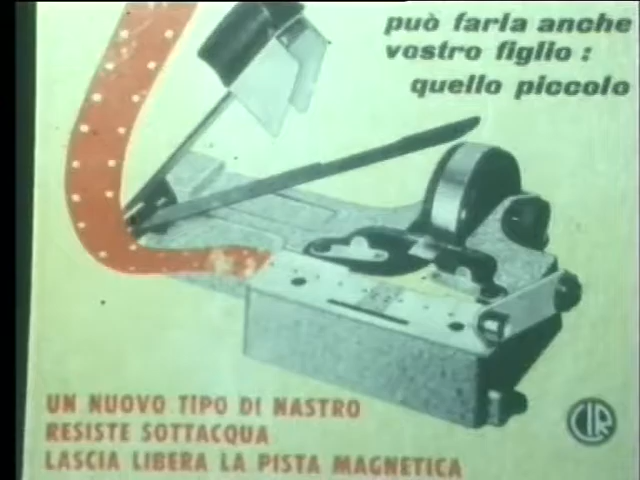 può farla anche
vostro figlio :
quello piccolo
UN NUOVO TIPO DI NASTRO
RESISTE SOTTACQUA
LASCIA LIBERA LA PISTA MAGNETICA
CIR